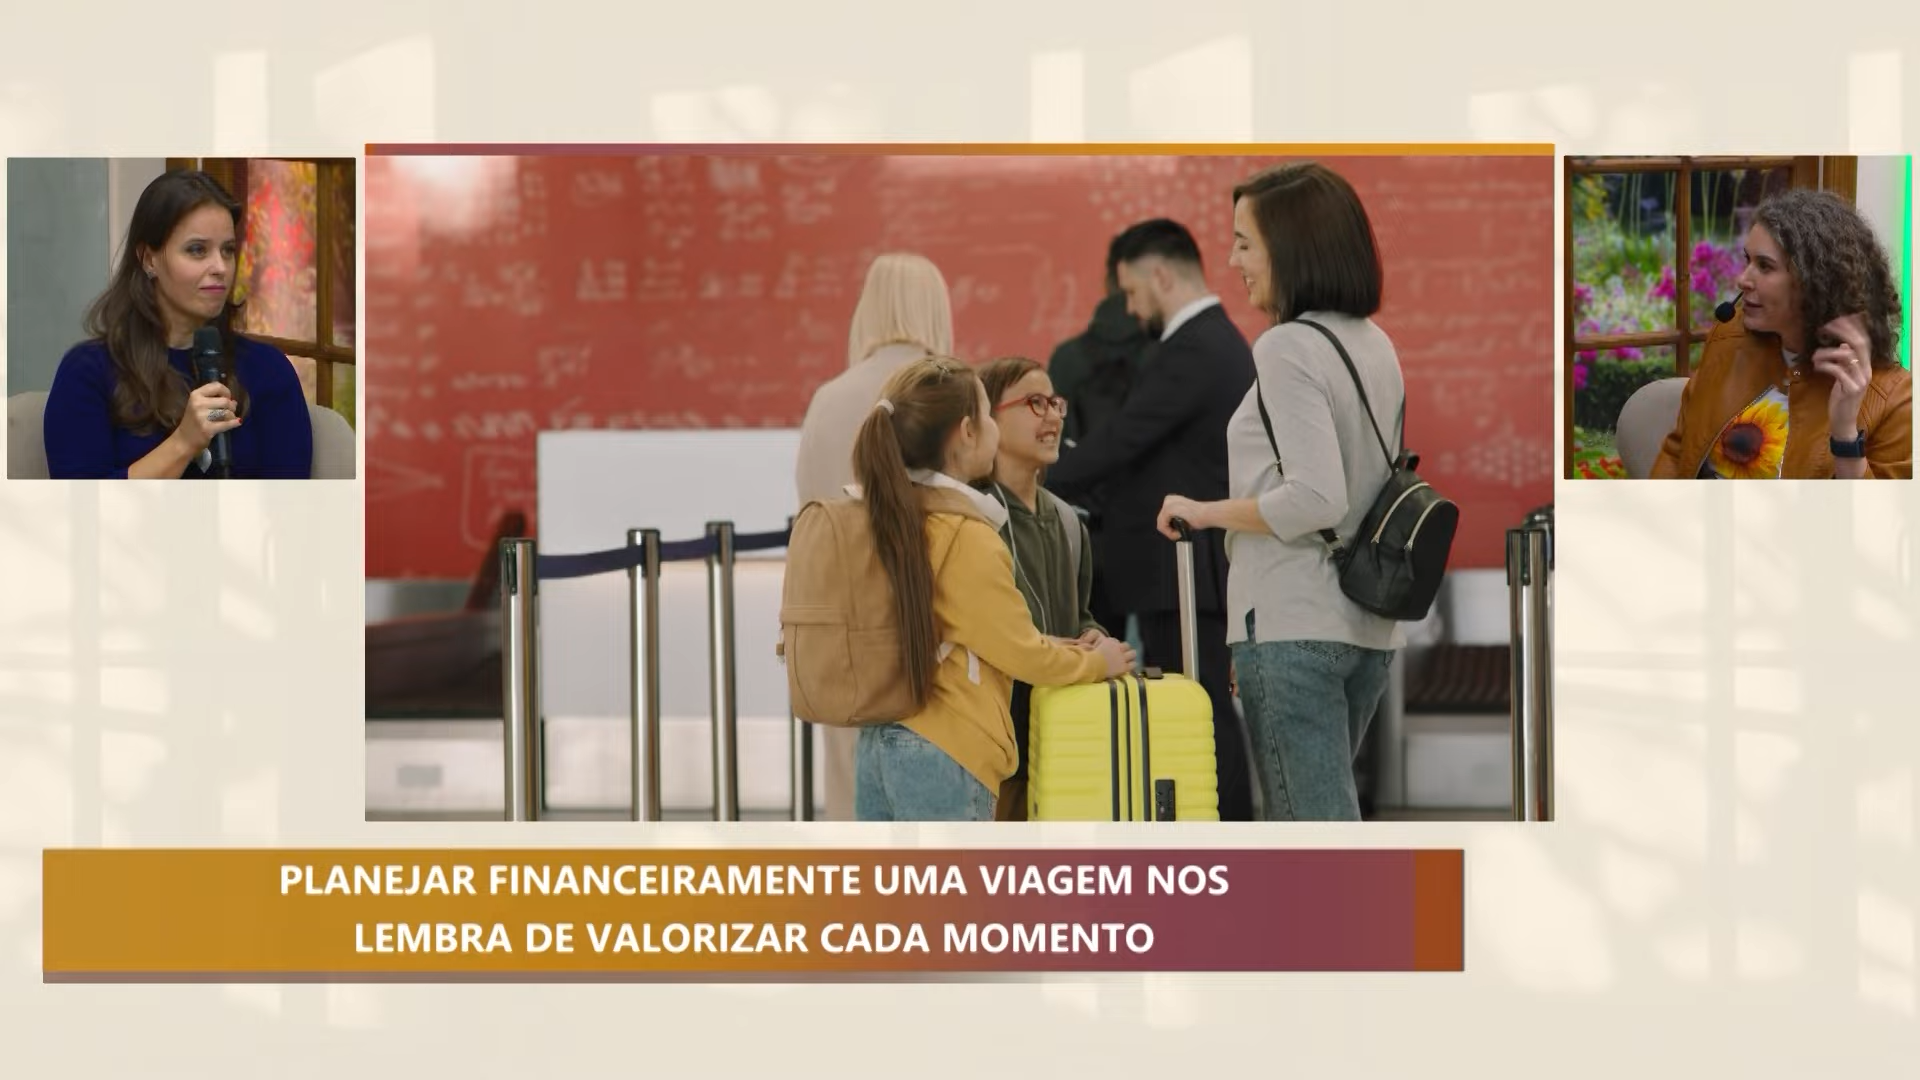 PLANEJAR FINANCEIRAMENTE UMA VIAGEM NOS
LEMBRA DE VALORIZAR CADA MOMENTO